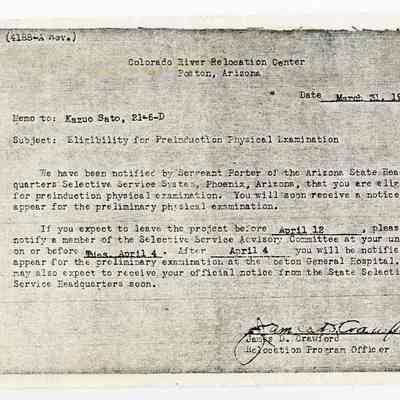 (4188-A Rev.)
Colorado River Relocation Center
Poston, Arizona
Date March 31, 19
Memo to: Kazuo Sato, 21-6-D
Subject: Eligibility for Preinduction Physical Examination
We have been notified by Sergeant Porter of the Arizona State Head
quarters Selective Service System, Phoenix, Arizona, that you are elig
for preinduction physical examination. You will soon receive a notice
appear for the preliminary physical examination.
If you expect to leave the project before April 12, pleas
notify a member of the Selective Service Advisory Committee at your un
on or before Tues. April 4. After April 4 you will be notifie
appear for the preliminary examination at the Poston General Hospital.
may also expect to receive your official notice from the State Selecti
Service Headquarters soon.
James D. Crawf
James D. Crawford
Relocation Program Officer